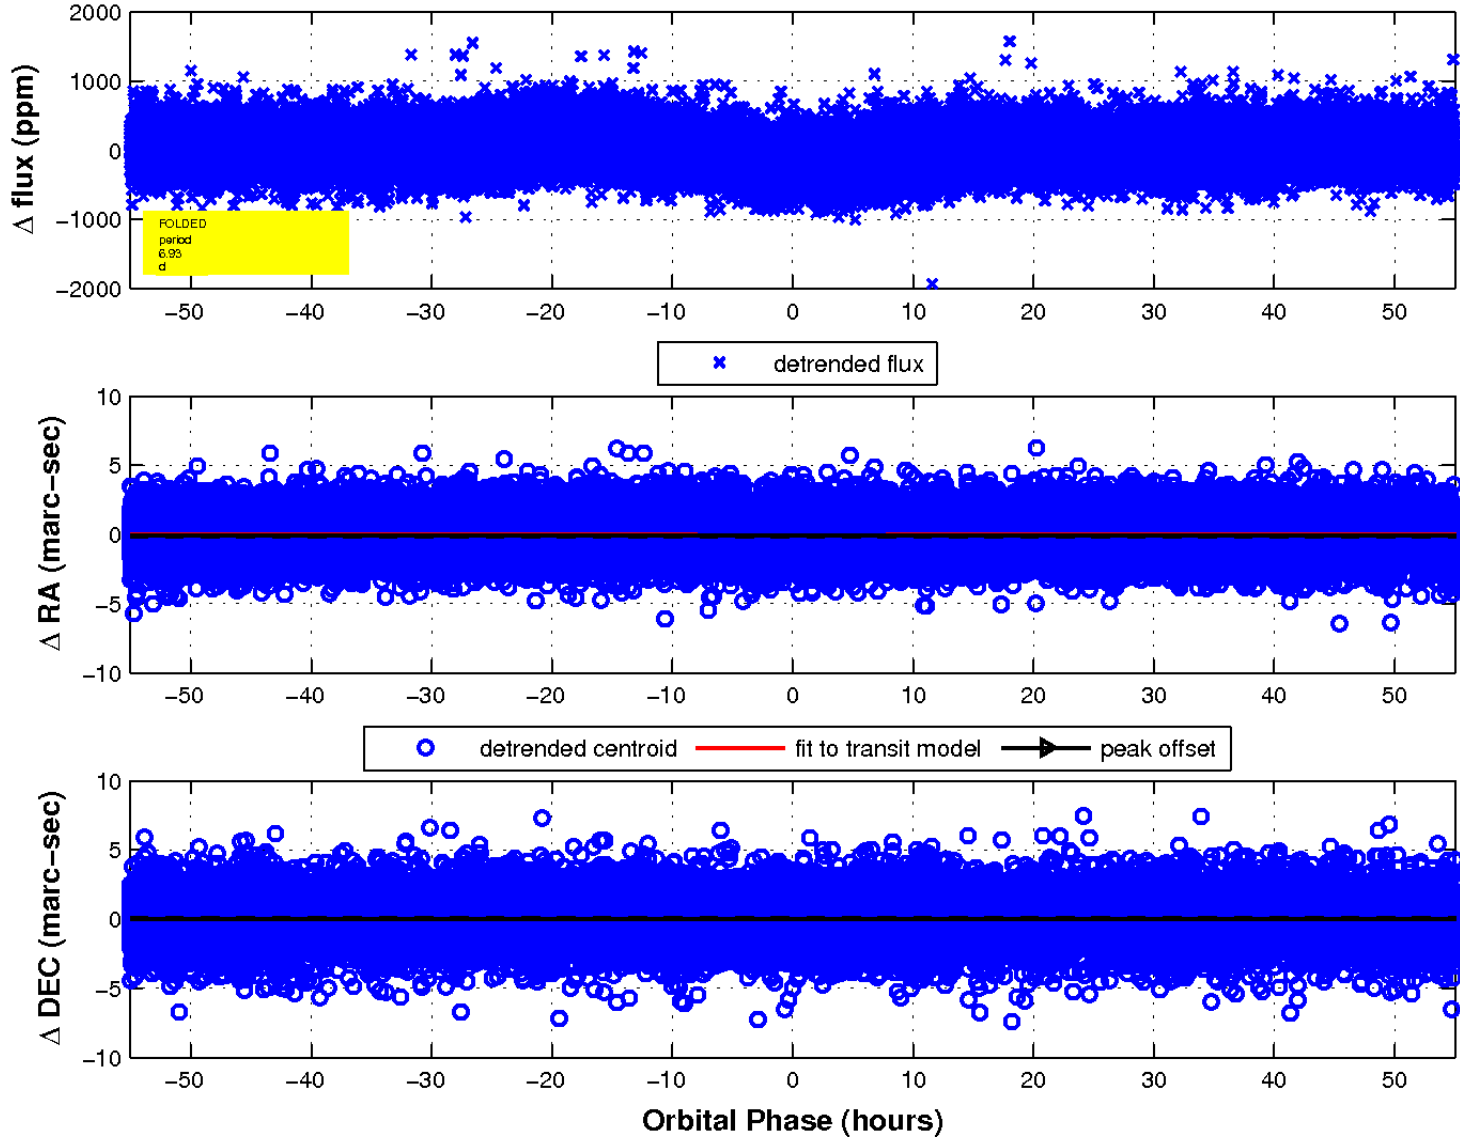 2000
1000
0
−1000
−2000
Δ flux (ppm)
FOLDED
period
6.93
d
−50 −40 −30 −20 −10 0 10 20 30 40 50
detrended flux
10
5
0
−5
−10
Δ RA (marc−sec)
−50 −40 −30 −20 −10 0 10 20 30 40 50
detrended centroid fit to transit model peak offset
10
5
0
−5
−10
Δ DEC (marc−sec)
−50 −40 −30 −20 −10 0 10 20 30 40 50
Orbital Phase (hours)